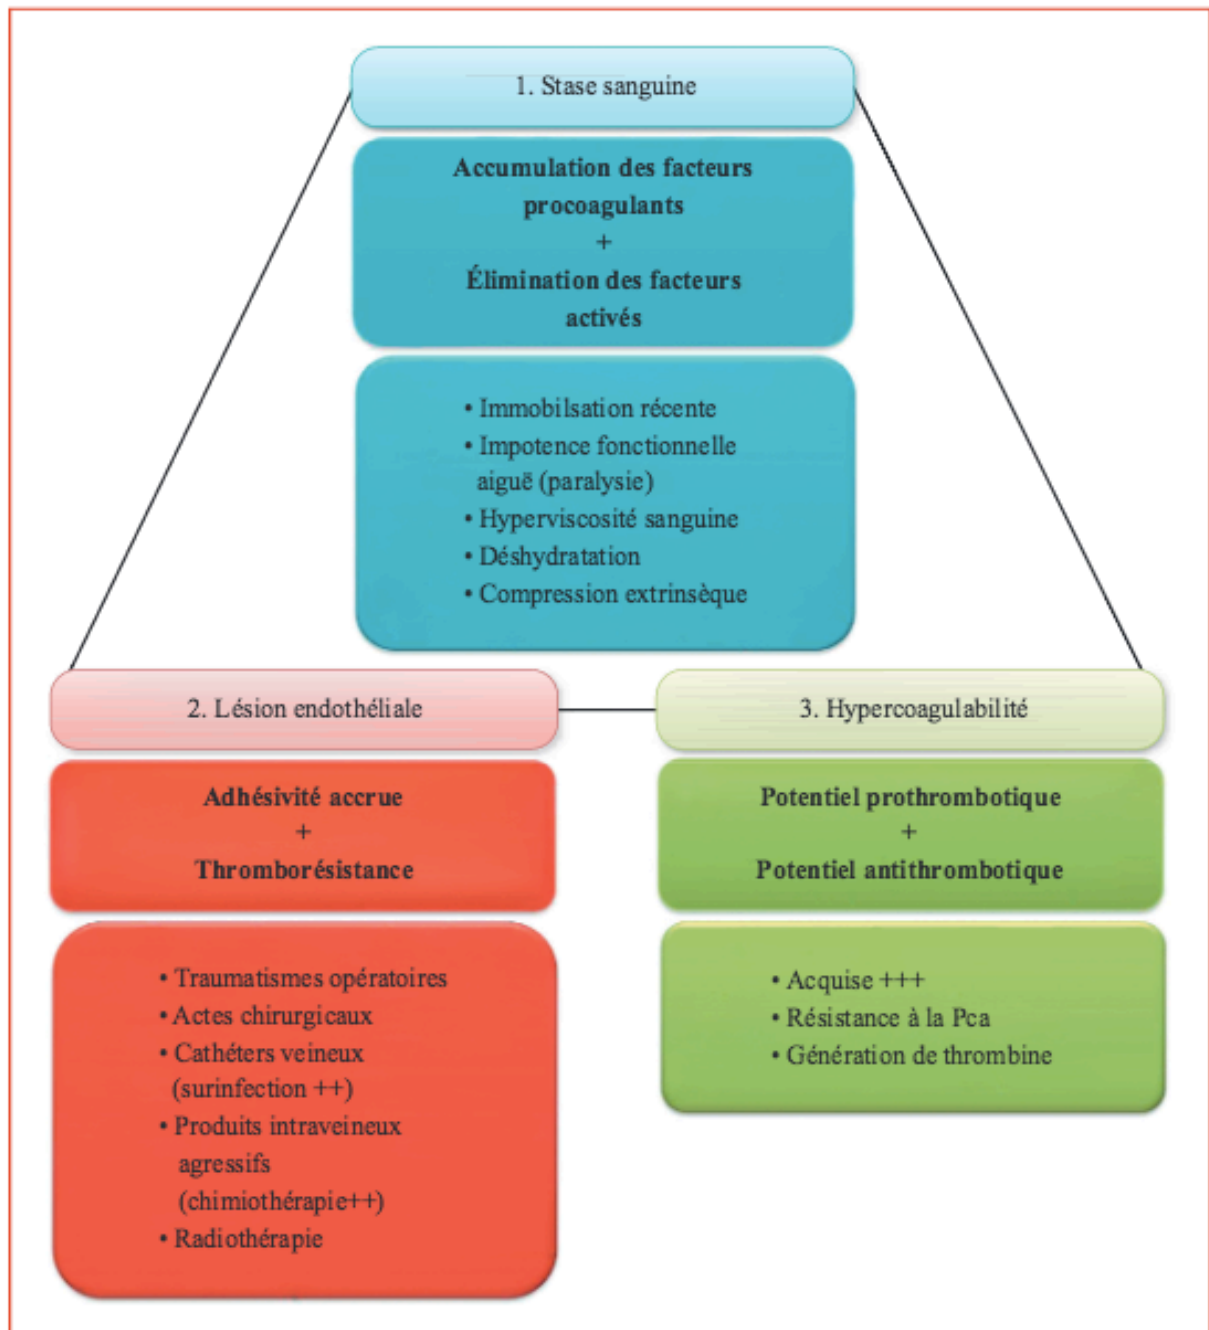 1. Stase sanguine
Accumulation des facteurs
procoagulants
+
Élimination des facteurs
activés
• Immobilsation récente
• Impotence fonctionnelle
aiguë (paralysie)
• Hyperviscosité sanguine
• Déshydratation
• Compression extrinsèque
2. Lésion endothéliale
Adhésivité accrue
+
Thromborésistance
• Traumatismes opératoires
• Actes chirurgicaux
• Cathéters veineux
(surinfection ++)
• Produits intraveineux
agressifs
(chimiothérapie++)
• Radiothérapie
3. Hypercoagulabilité
Potentiel prothrombotique
+
Potentiel antithrombotique
• Acquise +++
• Résistance à la Pca
• Génération de thrombine